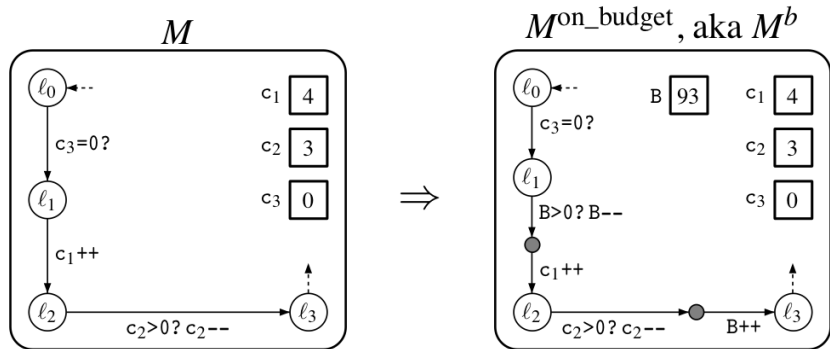 M
ℓ0
c1 4
c3=0?
c2 3
ℓ1
c3 0
c1++
ℓ2
c2>0? c2--
ℓ3
⇒
M^on_budget, aka M^b
ℓ0
B 93
c1 4
c3=0?
c2 3
ℓ1
c3 0
B>0? B--
c1++
ℓ2
c2>0? c2--
B++
ℓ3